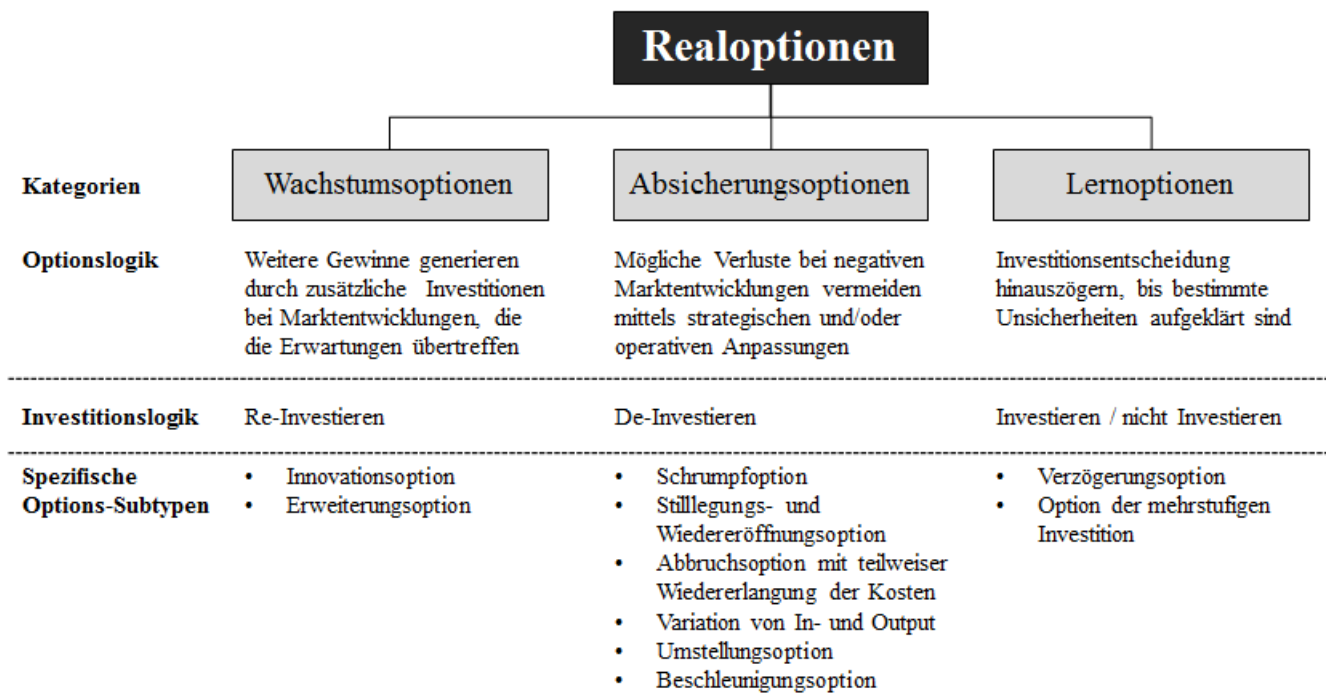 Realoptionen
Kategorien
Wachstumsoptionen
Absicherungsoptionen
Lernoptionen
Optionslogik
Weitere Gewinne generieren
durch zusätzliche Investitionen
bei Marktentwicklungen, die
die Erwartungen übertreffen
Mögliche Verluste bei negativen
Marktentwicklungen vermeiden
mittels strategischen und/oder
operativen Anpassungen
Investitionsentscheidung
hinauszögern, bis bestimmte
Unsicherheiten aufgeklärt sind
Investitionslogik
Re-Investieren
De-Investieren
Investieren / nicht Investieren
Spezifische
Options-Subtypen
• Innovationsoption
• Erweiterungsoption
• Schrumpfoption
• Stilllegungs- und
Wiedereröffnungsoption
• Abbruchsoption mit teilweiser
Wiedererlangung der Kosten
• Variation von In- und Output
• Umstellungsoption
• Beschleunigungsoption
• Verzögerungsoption
• Option der mehrstufigen
Investition